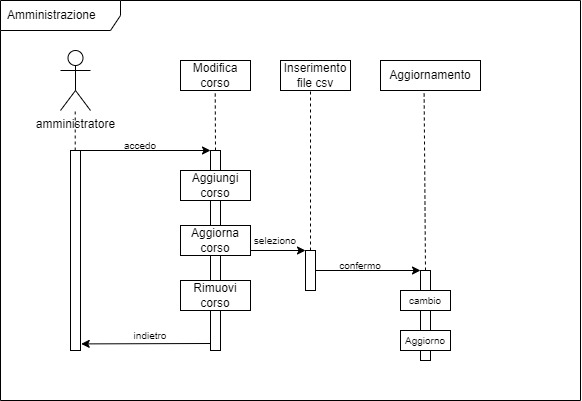 Amministrazione
Modifica
corso
Inserimento
file csv
Aggiornamento
amministratore
accedo
Aggiungi
corso
Aggiorna
corso
seleziono
confermo
Rimuovi
corso
cambio
indietro
Aggiorno